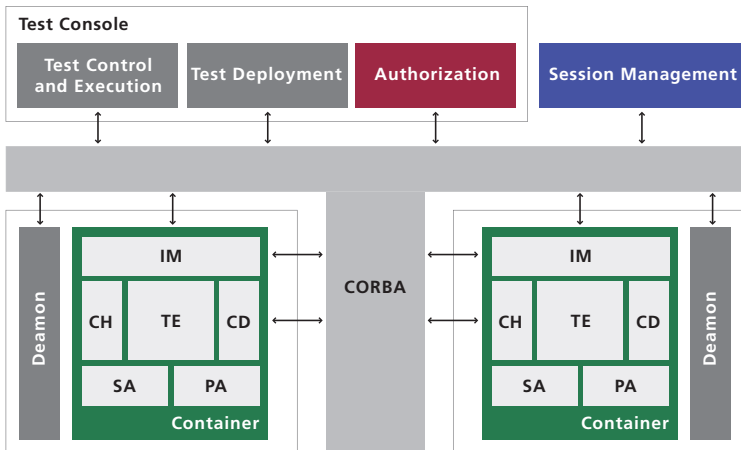 Test Console
Test Control
and Execution
Test Deployment
Authorization
Session Management
CORBA
Deamon
IM
CH
TE
CD
SA
PA
Container
IM
CH
TE
CD
SA
PA
Container
Deamon